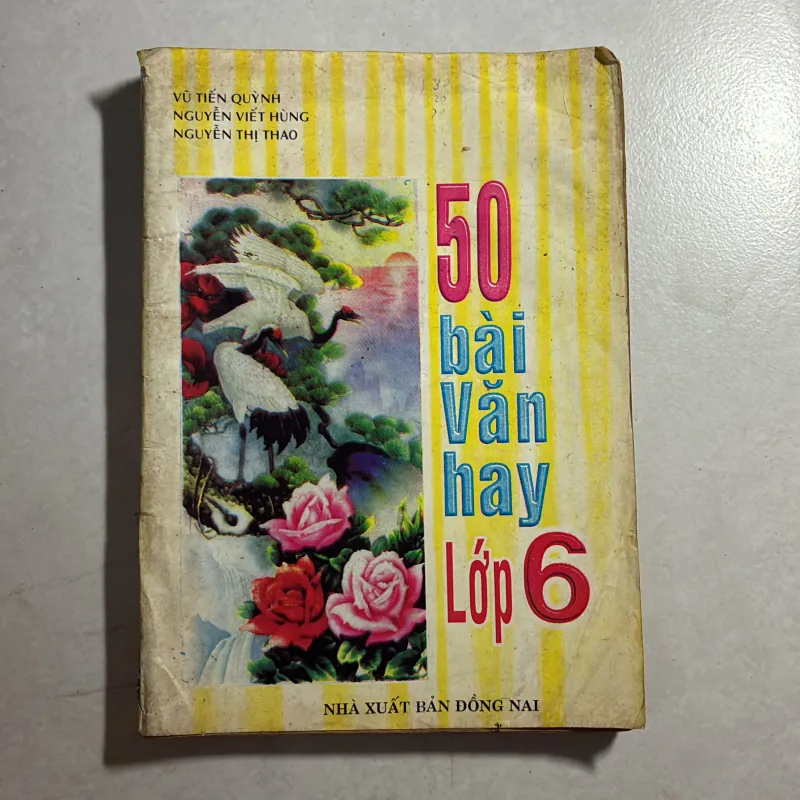 VŨ TIẾN QUỲNH
NGUYỄN VIẾT HÙNG
NGUYỄN THỊ THAO
50
bài
Văn
hay
Lớp 6
NHÀ XUẤT BẢN ĐỒNG NAI